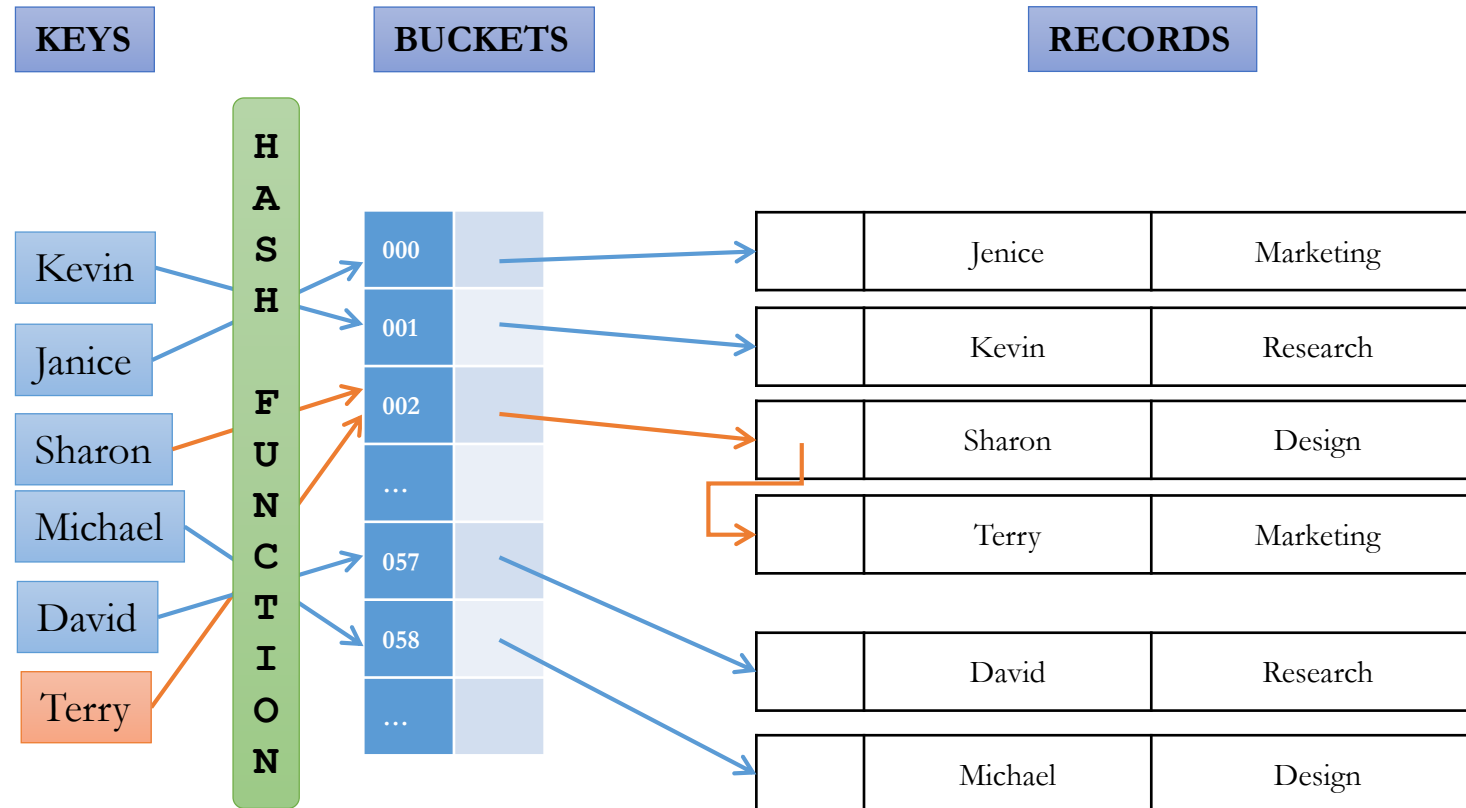 KEYS
BUCKETS
RECORDS
HASH FUNCTION
Kevin
Janice
Sharon
Michael
David
Terry
000
001
002
...
057
058
...
Jenice Marketing
Kevin Research
Sharon Design
Terry Marketing
David Research
Michael Design